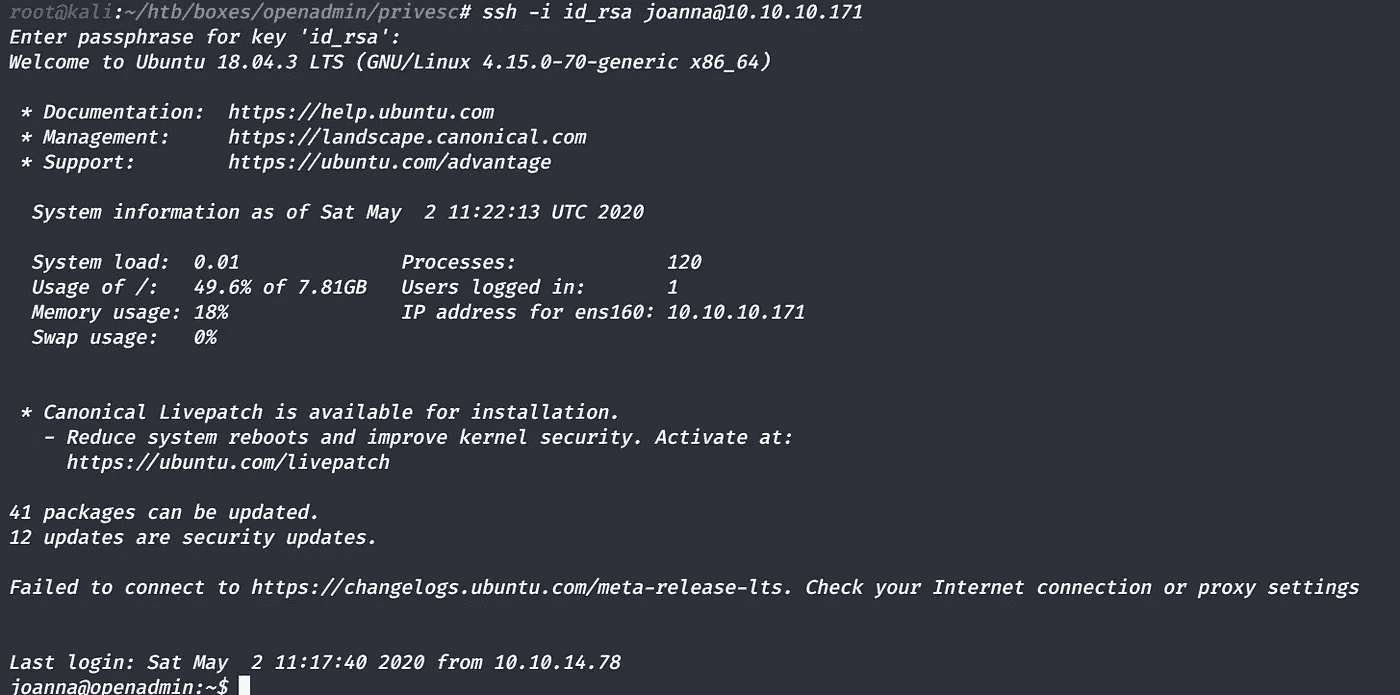 root@kali:~/htb/boxes/openadmin/privesc# ssh -i id_rsa joanna@10.10.10.171
Enter passphrase for key 'id_rsa':
Welcome to Ubuntu 18.04.3 LTS (GNU/Linux 4.15.0-70-generic x86_64)
* Documentation:  https://help.ubuntu.com
* Management:     https://landscape.canonical.com
* Support:        https://ubuntu.com/advantage
System information as of Sat May  2 11:22:13 UTC 2020
System load:  0.01              Processes:             120
Usage of /:   49.6% of 7.81GB   Users logged in:       1
Memory usage: 18%               IP address for ens160: 10.10.10.171
Swap usage:   0%
* Canonical Livepatch is available for installation.
- Reduce system reboots and improve kernel security. Activate at:
https://ubuntu.com/livepatch
41 packages can be updated.
12 updates are security updates.
Failed to connect to https://changelogs.ubuntu.com/meta-release-lts. Check your Internet connection or proxy settings
Last login: Sat May  2 11:17:40 2020 from 10.10.14.78
joanna@openadmin:~$